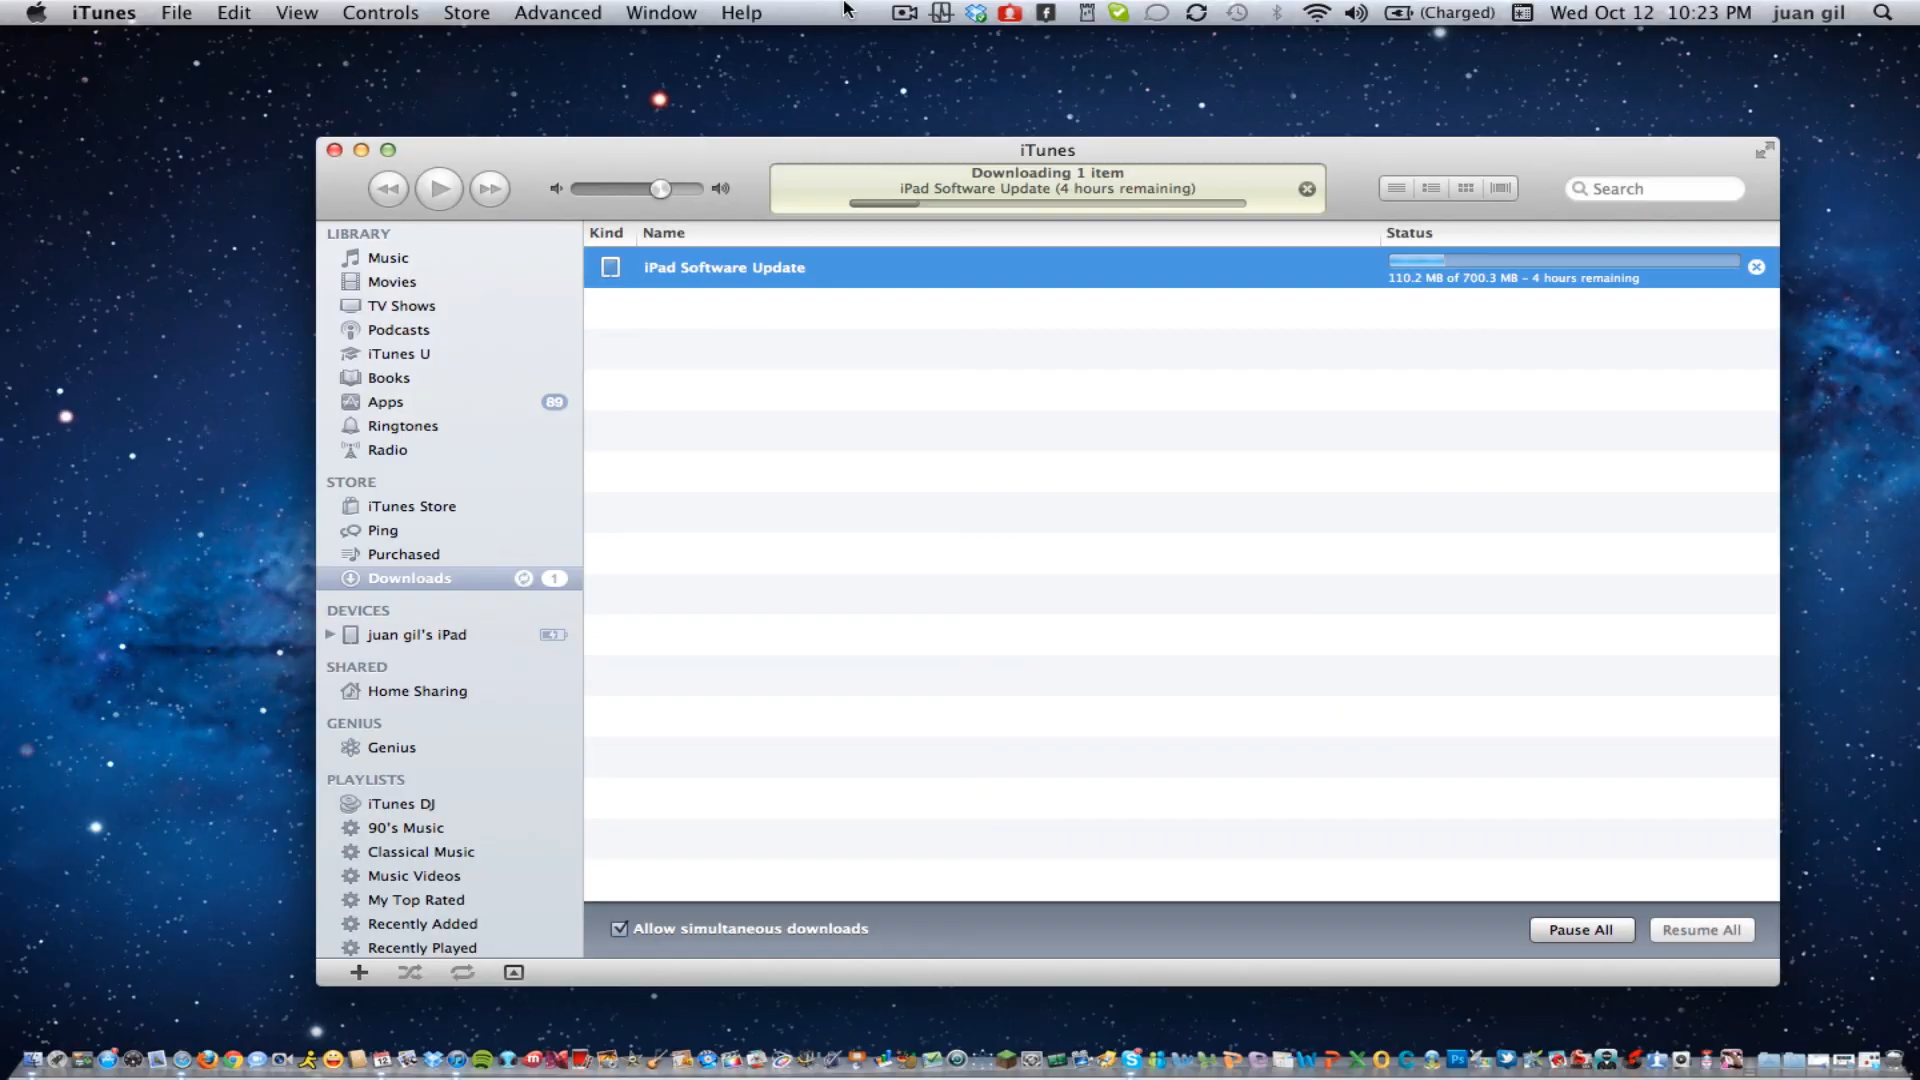 iTunes File Edit View Controls Store Advanced Window Help (Charged) Wed Oct 12 10:23 PM juan gil
iTunes
Downloading 1 item
iPad Software Update (4 hours remaining)
Search
LIBRARY
Music
Movies
TV Shows
Podcasts
iTunes U
Books
Apps 89
Ringtones
Radio
STORE
iTunes Store
Ping
Purchased
Downloads 1
DEVICES
juan gil's iPad
SHARED
Home Sharing
GENIUS
Genius
PLAYLISTS
iTunes DJ
90's Music
Classical Music
Music Videos
My Top Rated
Recently Added
Recently Played
Kind Name Status
iPad Software Update
110.2 MB of 700.3 MB – 4 hours remaining
Allow simultaneous downloads
Pause All Resume All